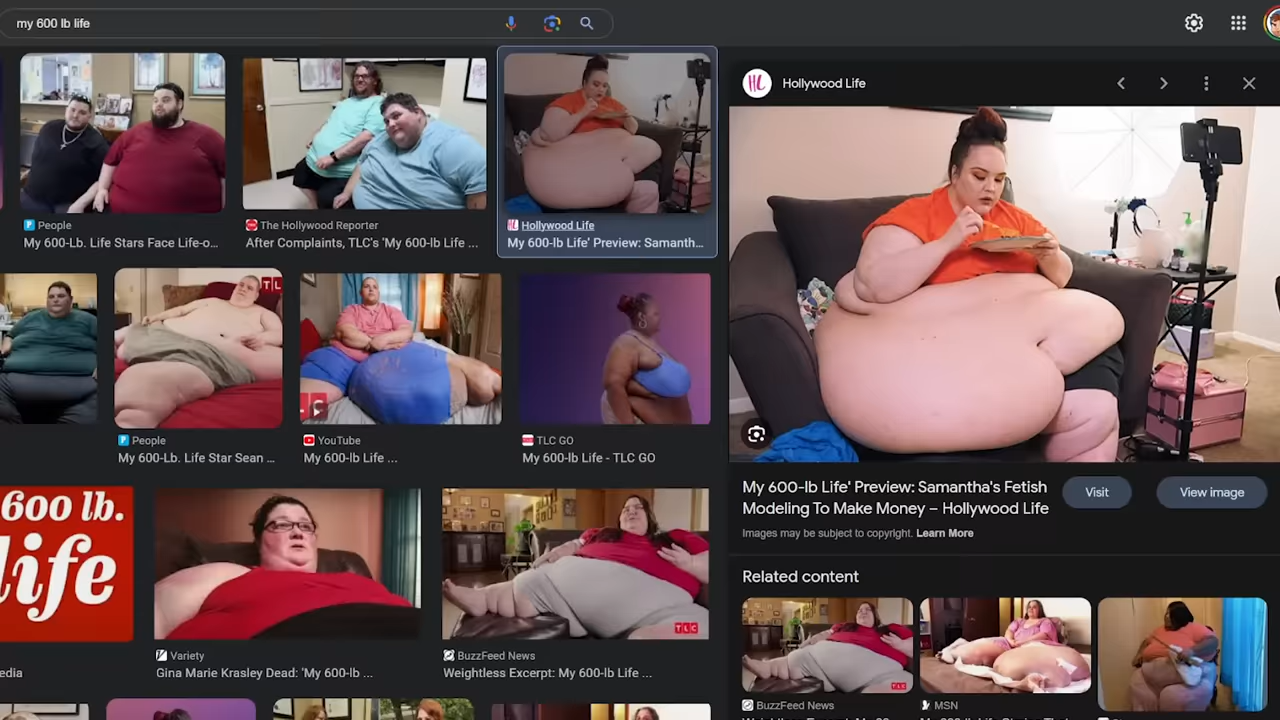 my 600 lb life
HL
Hollywood Life
People
My 600-Lb. Life Stars Face Life-o...
The Hollywood Reporter
After Complaints, TLC's 'My 600-lb Life ...
Hollywood Life
My 600-lb Life' Preview: Samanth...
TL
People
My 600-Lb. Life Star Sean ...
YouTube
My 600-lb Life ...
TLC GO
My 600-lb Life - TLC GO
My 600-lb Life' Preview: Samantha's Fetish
Modeling To Make Money – Hollywood Life
Visit
View image
Images may be subject to copyright. Learn More
600 lb.
life
TLC
edia
Variety
Gina Marie Krasley Dead: 'My 600-lb ...
BuzzFeed News
Weightless Excerpt: My 600-lb Life ...
Related content
TLC
BuzzFeed News
MSN